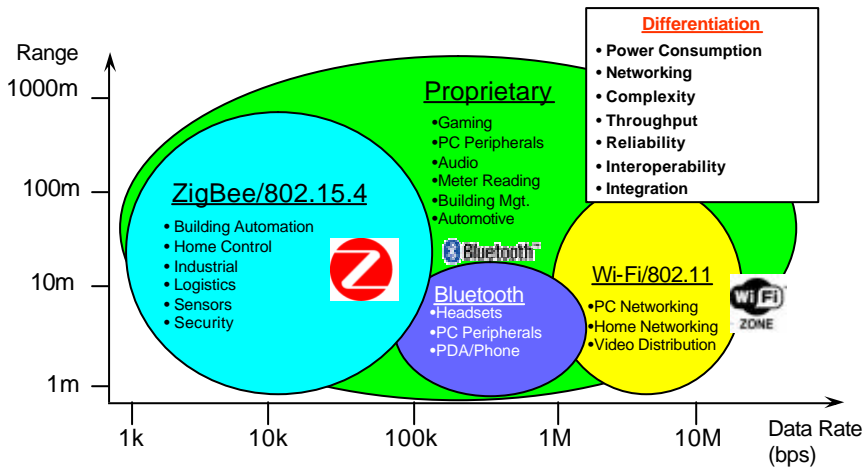 Differentiation
• Power Consumption
• Networking
• Complexity
• Throughput
• Reliability
• Interoperability
• Integration
Range
1000m
100m
10m
1m
Proprietary
•Gaming
•PC Peripherals
•Audio
•Meter Reading
•Building Mgt.
•Automotive
ZigBee/802.15.4
• Building Automation
• Home Control
• Industrial
• Logistics
• Sensors
• Security
Bluetooth™
Bluetooth
•Headsets
•PC Peripherals
•PDA/Phone
Wi-Fi/802.11
•PC Networking
•Home Networking
•Video Distribution
Wi Fi
ZONE
1k
10k
100k
1M
10M
Data Rate
(bps)